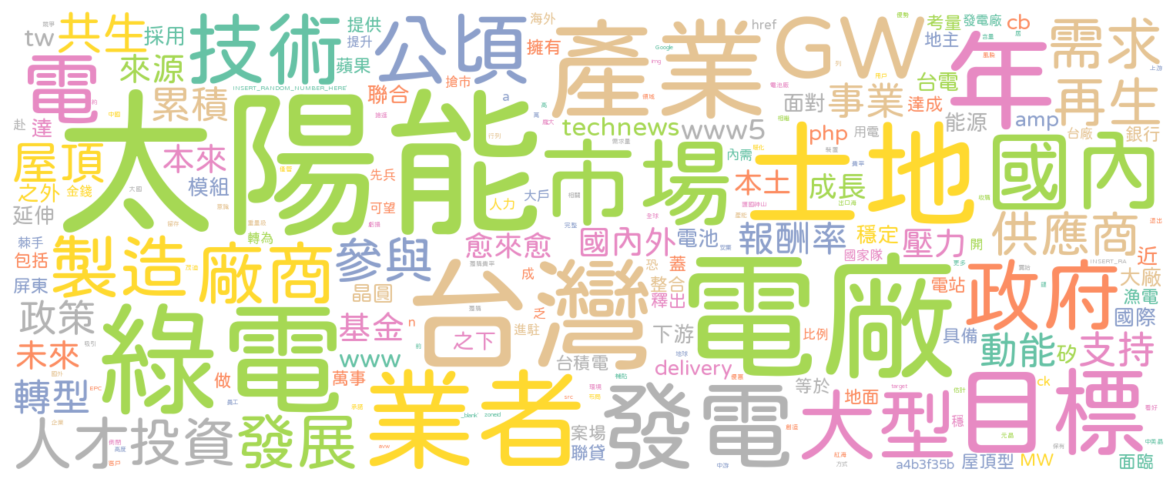 tw 共生 採用 技術 提供 提升 蘋果 公頃 海外 擁有 產業 href GW 考量 地主 發電廠 cb 需求
電 來源 INSERT_RANDOM_NUMBER_HERE 搶市 台電 年
累積 聯合 a 面對 事業 達成 再生
赴 達 太陽能 technews www5 php 用電 能源 amp 台廠 銀行
屋頂 本來 先兵 市場 內需 本土 土地 成長 國內
之外 金錢 模組 可望 人力 大戶
延伸 轉為 供應商
棘手 製造 廠商 參與 愈來愈 國內外 電池 報酬率 穩定 壓力 開 近
包括 國家隊
屏東 晶圓 台灣 成 恐 蓋 整合 釋出 電廠 電站 政府 大廠 漁電
政策 綠電 基金 n 之下 進駐 乏 下游 比例 具備 國際
未來 www 台積電 動能 矽 支持
轉型 做 萬事 delivery 等於 地面 目標 ck
人才 投資 發展 業者 案場 聯貸 發電 大型 穩 a4b3f35b 屋頂型 MW 面臨